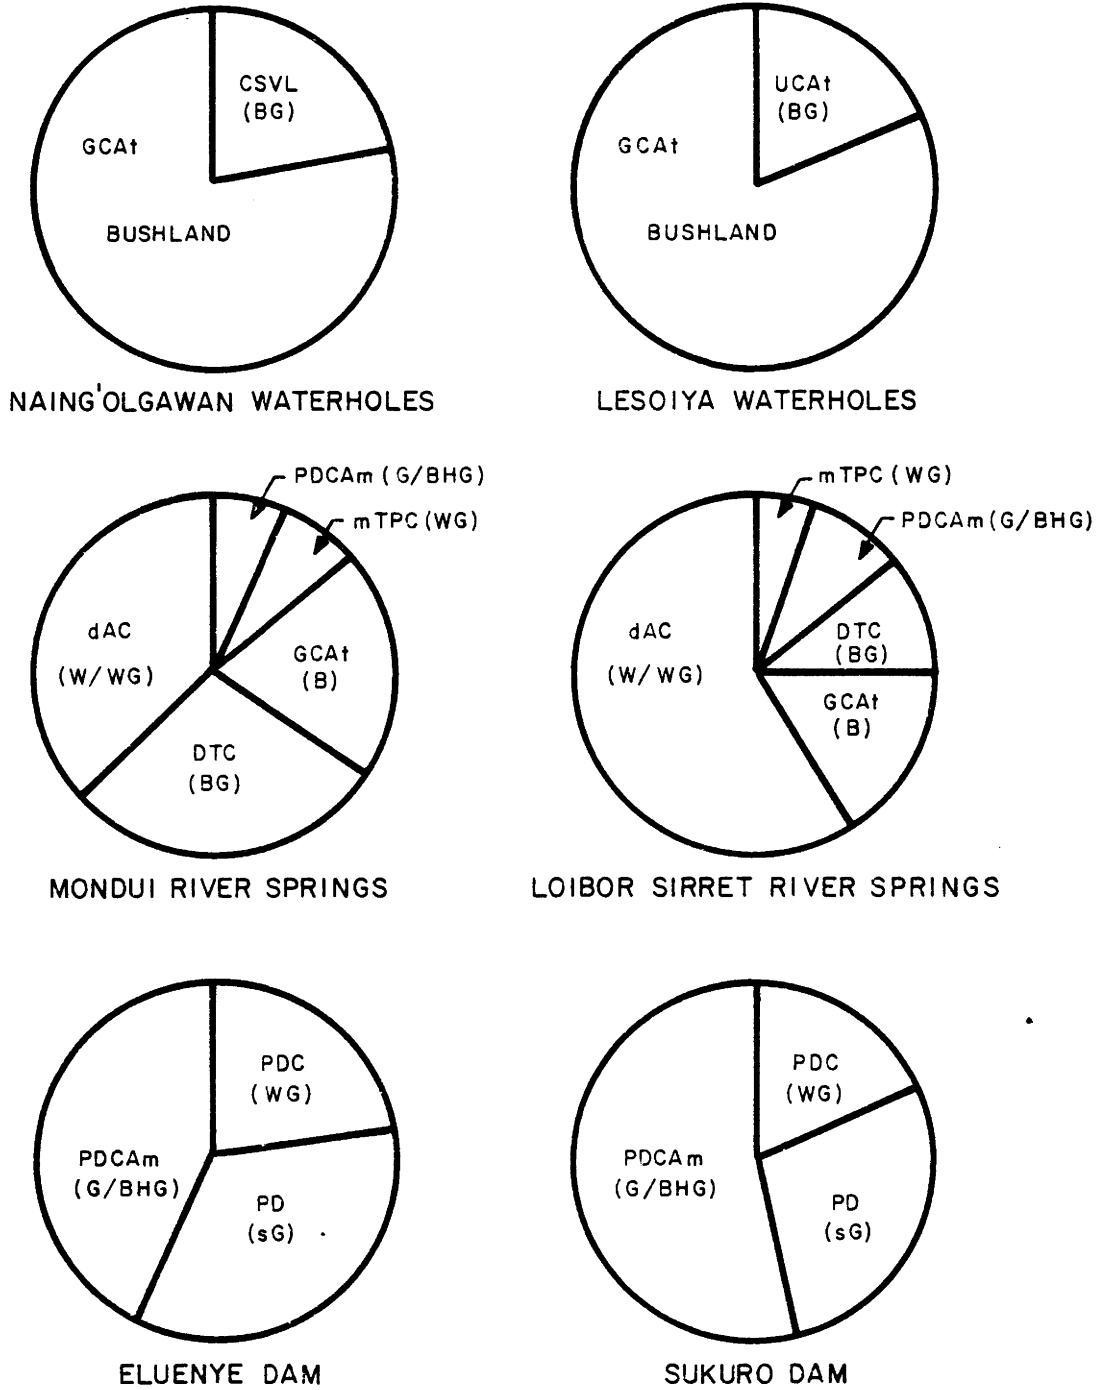 CSVL
(BG)
GCAt
BUSHLAND
NAING'OLGAWAN WATERHOLES
UCAt
(BG)
GCAt
BUSHLAND
LESOIYA WATERHOLES
PDCAm (G/BHG)
mTPC (WG)
dAC
(W/WG)
GCAt
(B)
DTC
(BG)
MONDUI RIVER SPRINGS
mTPC (WG)
PDCAm (G/BHG)
dAC
(W/WG)
DTC
(BG)
GCAt
(B)
LOIBOR SIRRET RIVER SPRINGS
PDC
(WG)
PDCAm
(G/BHG)
PD
(sG)
ELUENYE DAM
PDC
(WG)
PDCAm
(G/BHG)
PD
(sG)
SUKURO DAM